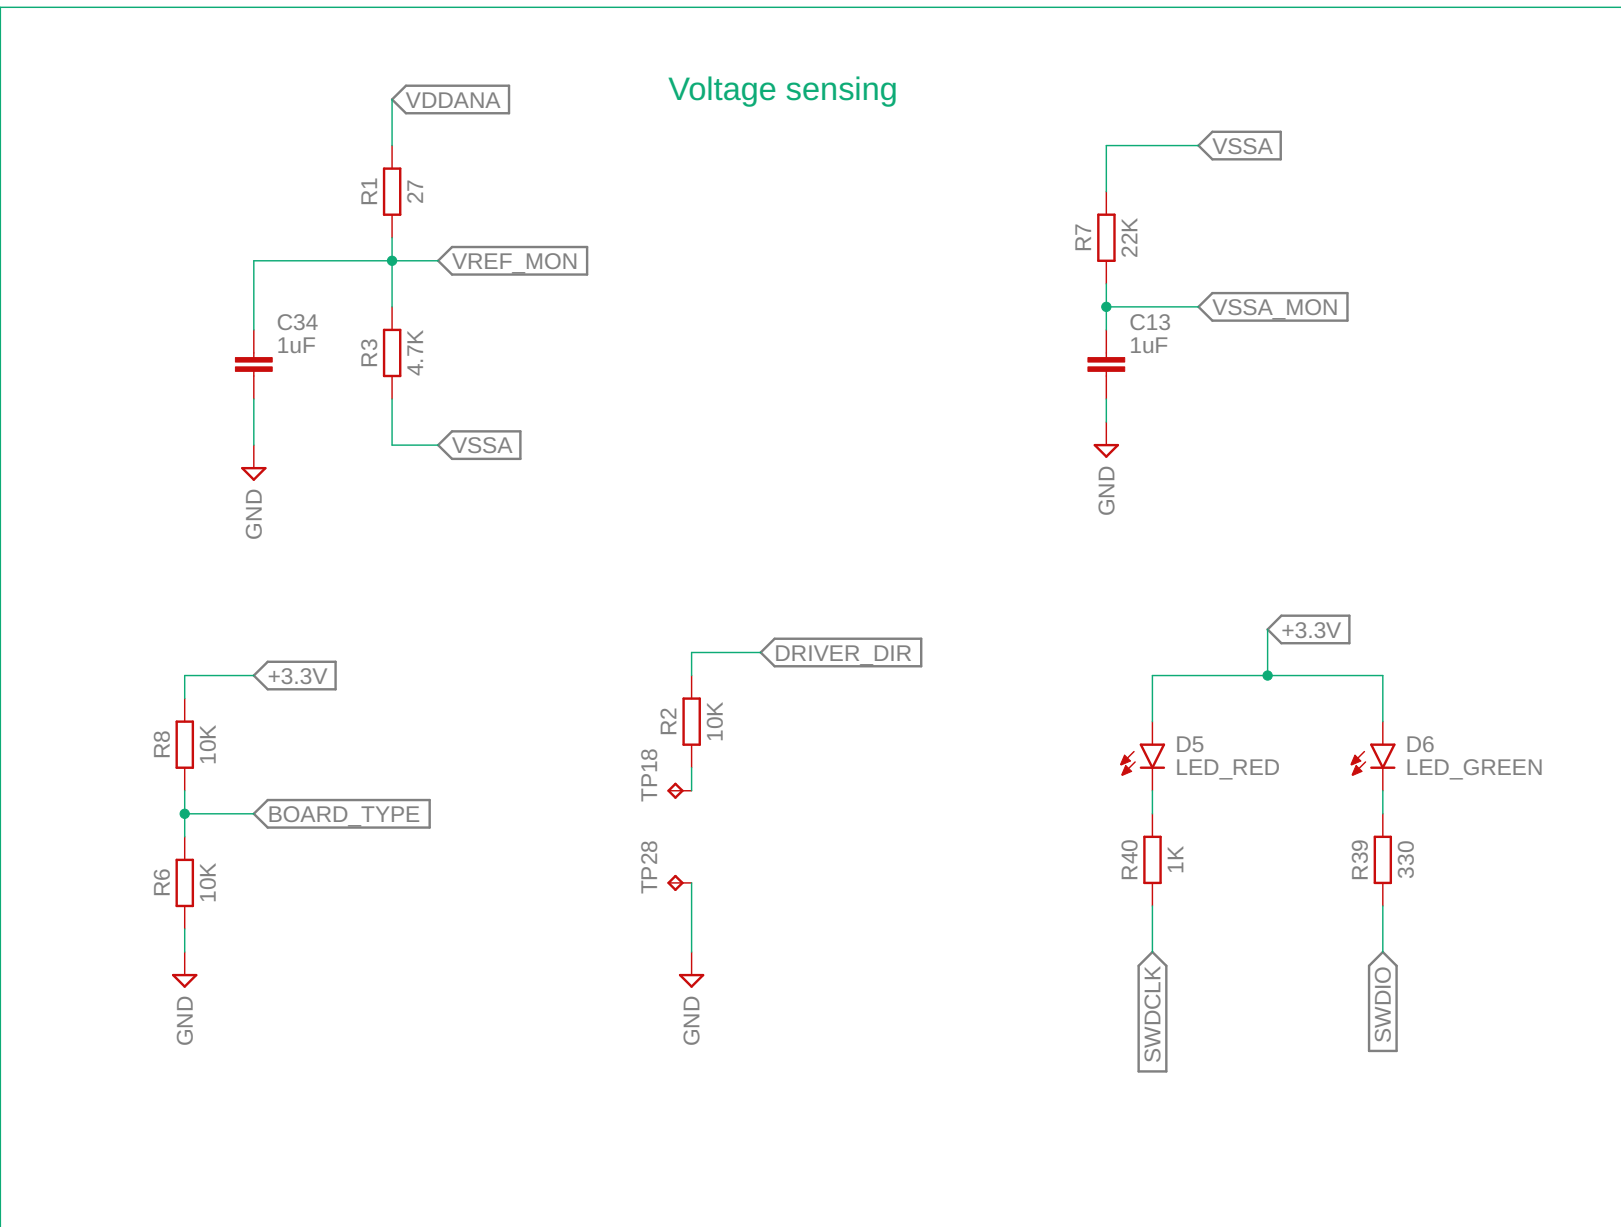 Voltage sensing
VDDANA
R1
27
VREF_MON
C34
1uF
R3
4.7K
VSSA
GND
VSSA
R7
22K
VSSA_MON
C13
1uF
GND
+3.3V
R8
10K
BOARD_TYPE
R6
10K
GND
DRIVER_DIR
R2
10K
TP18
TP28
GND
+3.3V
D5
LED_RED
D6
LED_GREEN
R40
1K
R39
330
SWDCLK
SWDIO